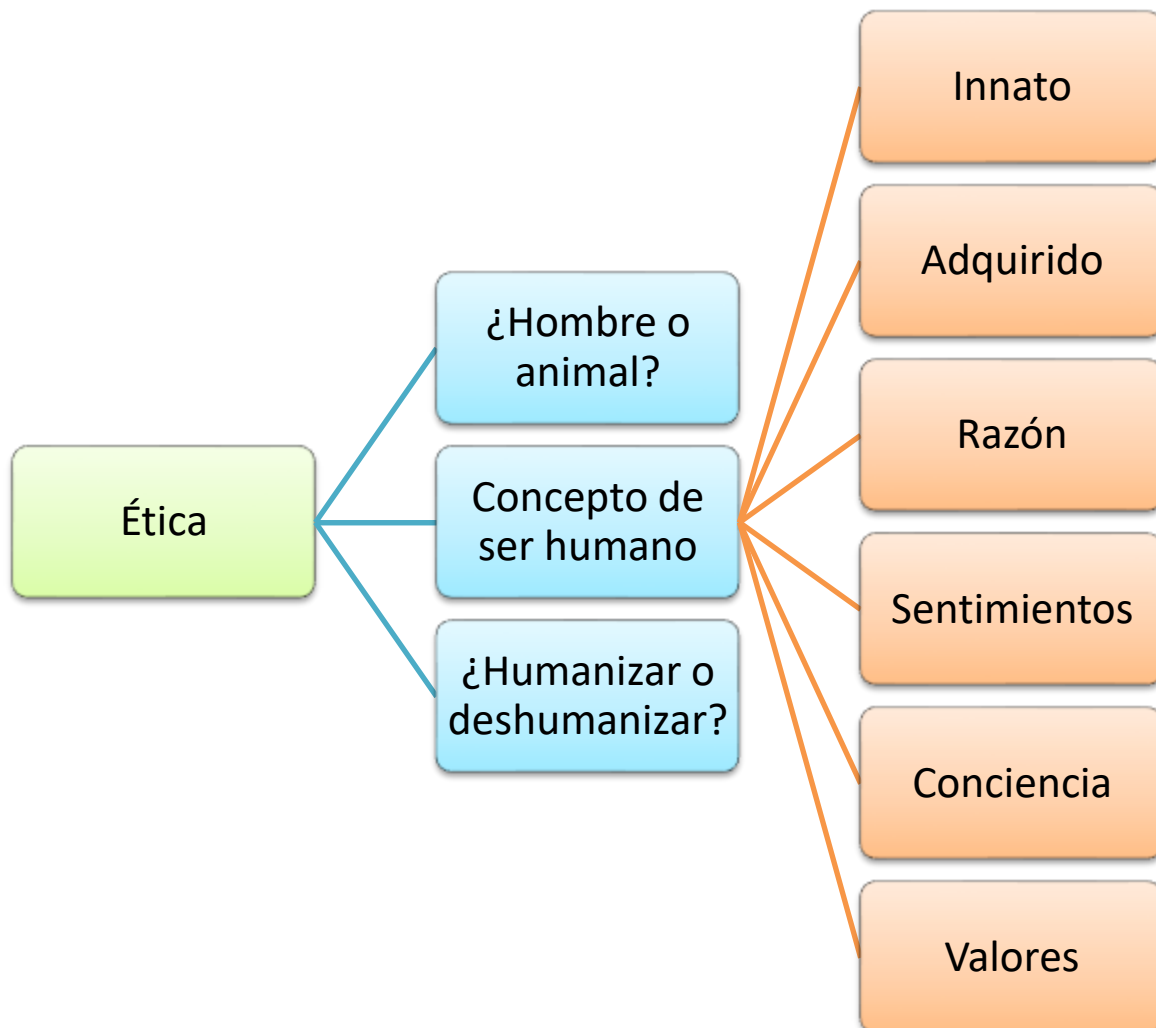 Ética
¿Hombre o
animal?
Concepto de
ser humano
¿Humanizar o
deshumanizar?
Innato
Adquirido
Razón
Sentimientos
Conciencia
Valores